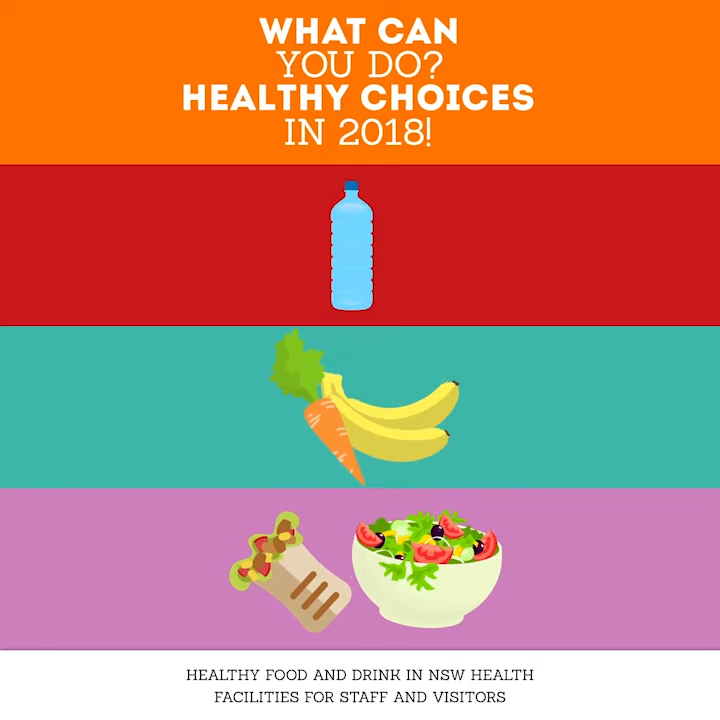 WHAT CAN
YOU DO?
HEALTHY CHOICES
IN 2018!
HEALTHY FOOD AND DRINK IN NSW HEALTH
FACILITIES FOR STAFF AND VISITORS